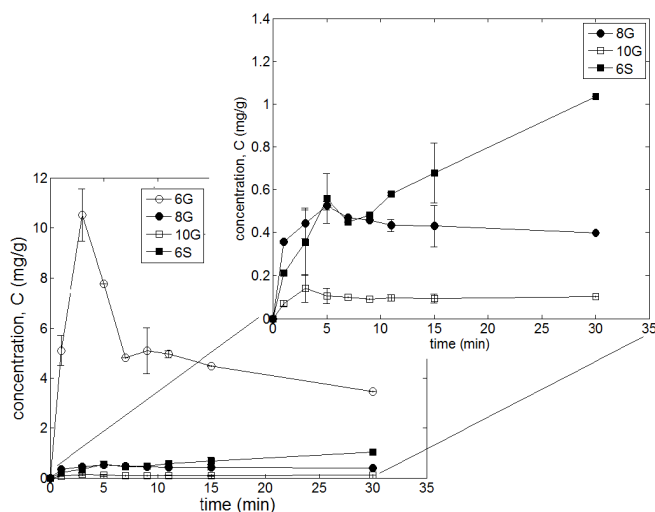 1.4
1.2
1
0.8
0.6
0.4
0.2
0
concentration, C (mg/g)
8G
10G
6S
0 5 10 15 20 25 30 35
time (min)
12
10
8
6
4
2
0
concentration, C (mg/g)
6G
8G
10G
6S
0 5 10 15 20 25 30 35
time (min)